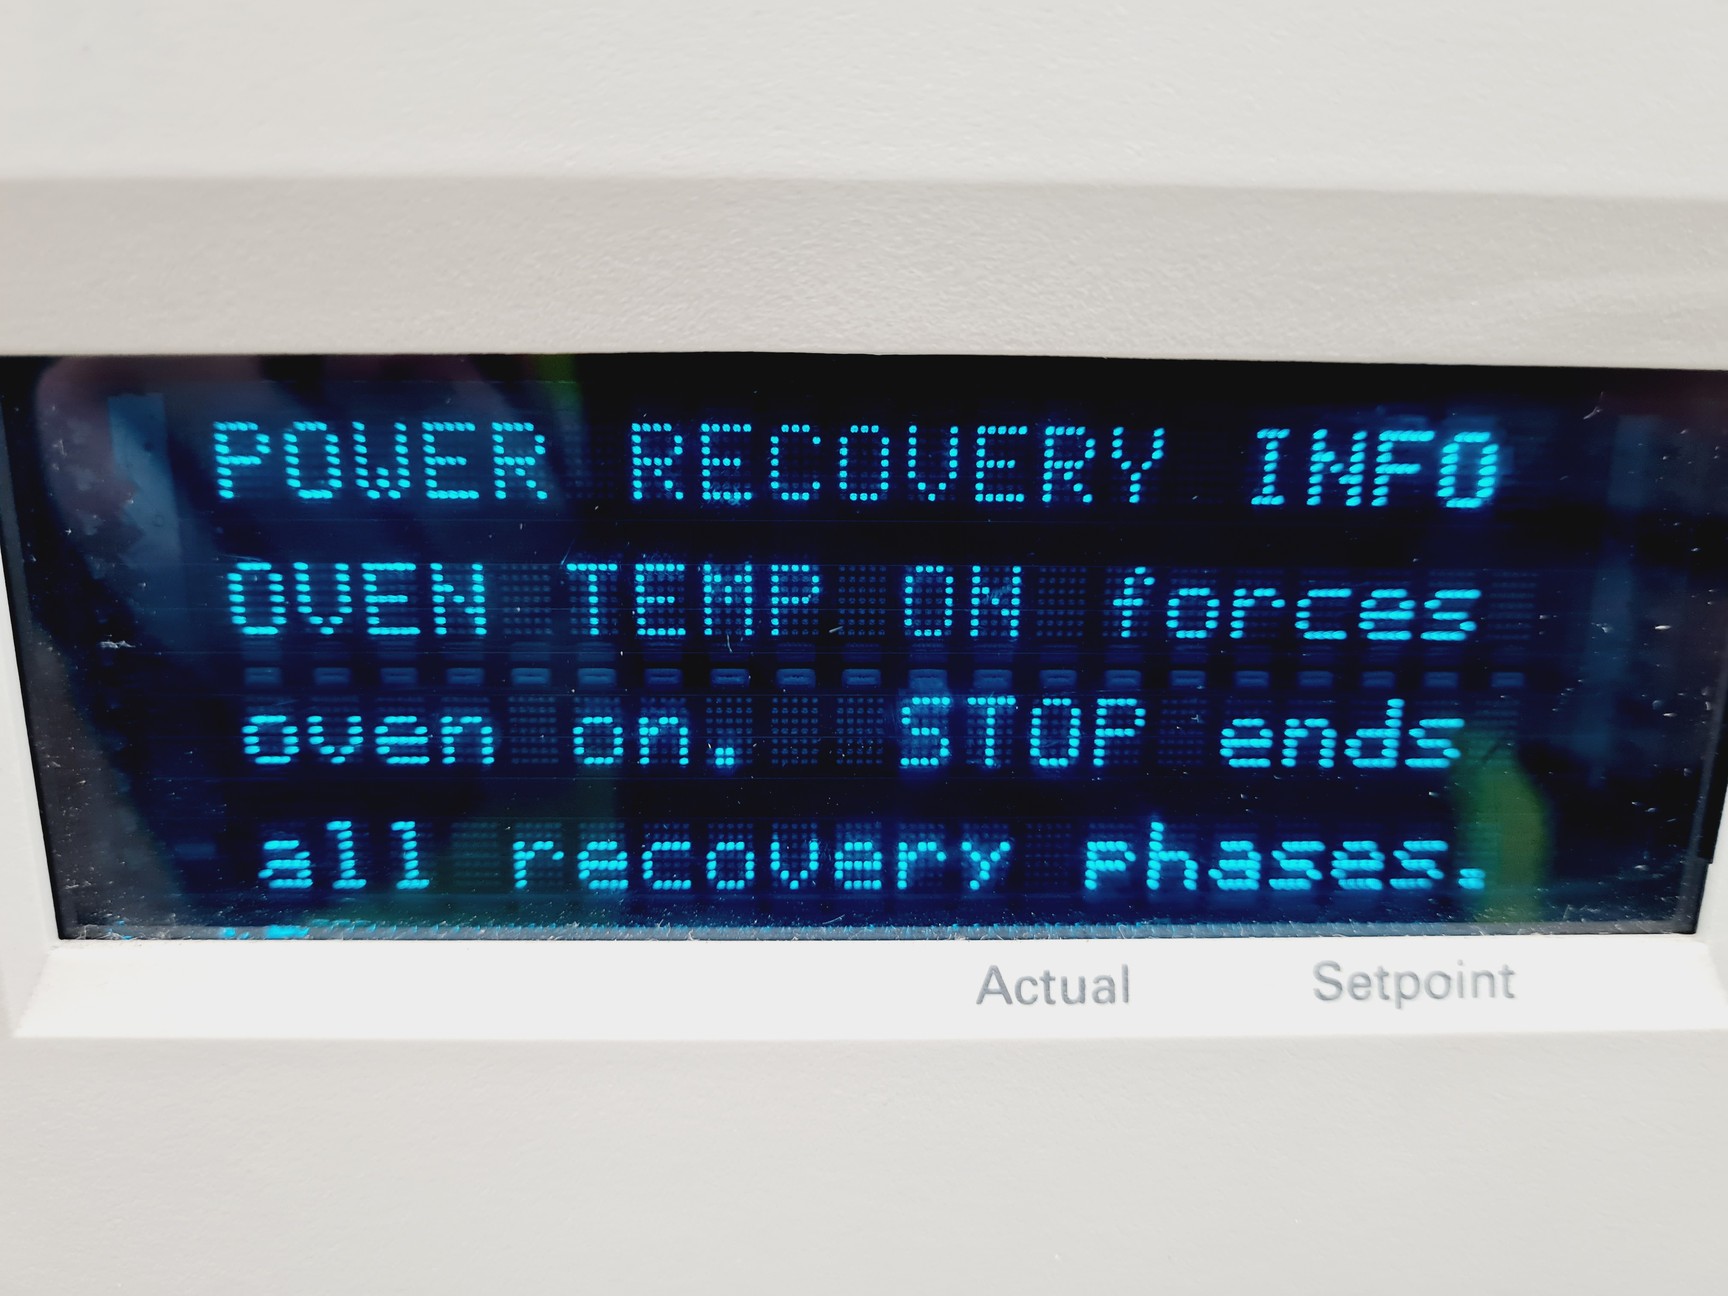 POWER RECOVERY INFO
OVEN TEMP ON forces
oven on.  STOP ends
all recovery phases.
Actual Setpoint